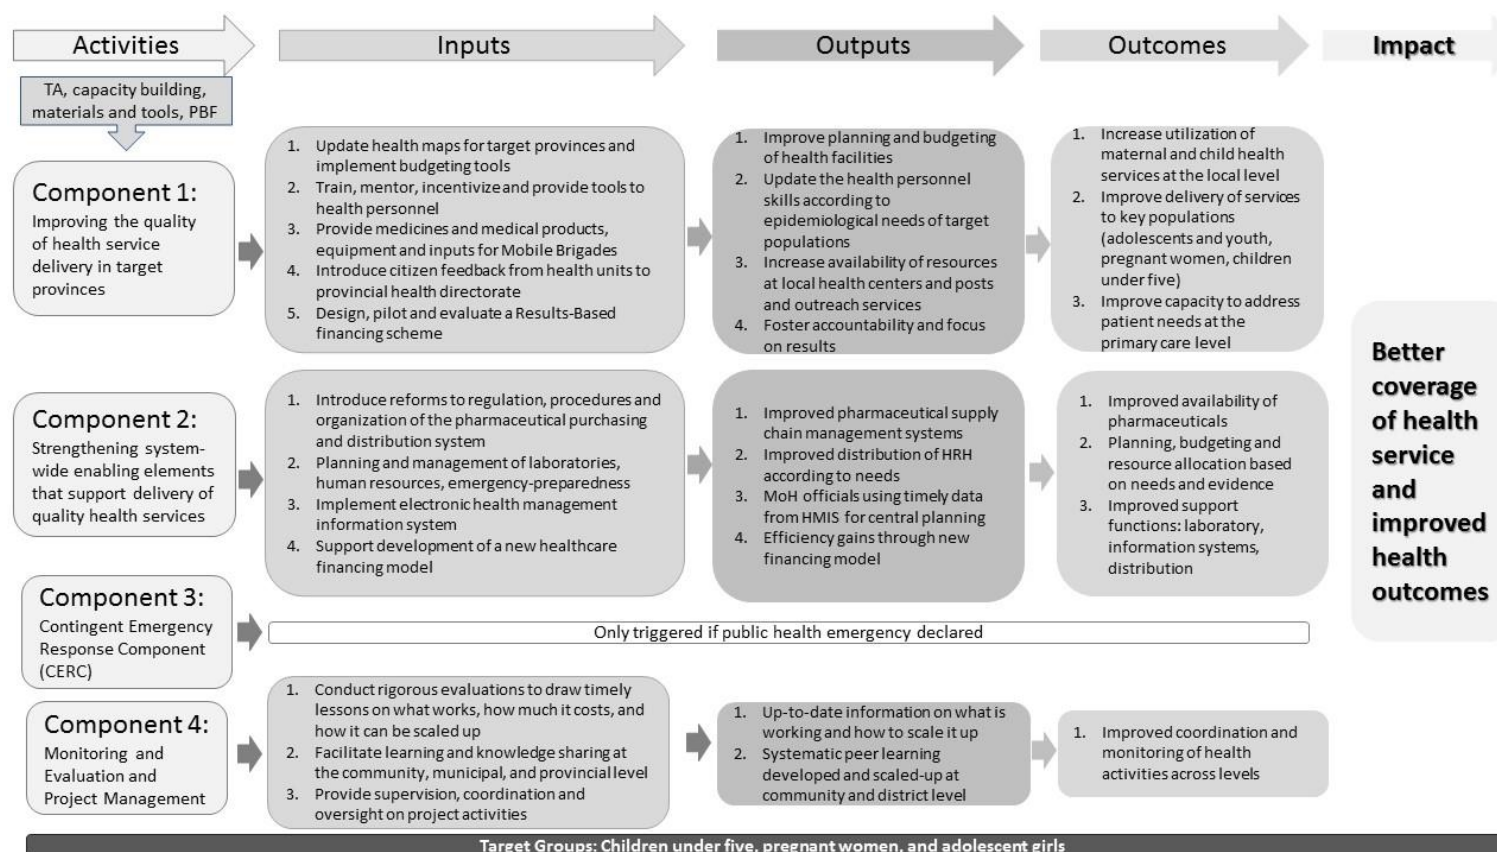 Activities
Inputs
Outputs
Outcomes
Impact
TA, capacity building,
materials and tools, PBF
Component 1:
Improving the quality
of health service
delivery in target
provinces
1. Update health maps for target provinces and
implement budgeting tools
2. Train, mentor, incentivize and provide tools to
health personnel
3. Provide medicines and medical products,
equipment and inputs for Mobile Brigades
4. Introduce citizen feedback from health units to
provincial health directorate
5. Design, pilot and evaluate a Results-Based
financing scheme
1. Improve planning and budgeting
of health facilities
2. Update the health personnel
skills according to
epidemiological needs of target
populations
3. Increase availability of resources
at local health centers and posts
and outreach services
4. Foster accountability and focus
on results
1. Increase utilization of
maternal and child health
services at the local level
2. Improve delivery of services
to key populations
(adolescents and youth,
pregnant women, children
under five)
3. Improve capacity to address
patient needs at the
primary care level
Component 2:
Strengthening system-
wide enabling elements
that support delivery of
quality health services
1. Introduce reforms to regulation, procedures and
organization of the pharmaceutical purchasing
and distribution system
2. Planning and management of laboratories,
human resources, emergency-preparedness
3. Implement electronic health management
information system
4. Support development of a new healthcare
financing model
1. Improved pharmaceutical supply
chain management systems
2. Improved distribution of HRH
according to needs
3. MoH officials using timely data
from HMIS for central planning
4. Efficiency gains through new
financing model
1. Improved availability of
pharmaceuticals
2. Planning, budgeting and
resource allocation based
on needs and evidence
3. Improved support
functions: laboratory,
information systems,
distribution
Better
coverage
of health
service
and
improved
health
outcomes
Component 3:
Contingent Emergency
Response Component
(CERC)
Only triggered if public health emergency declared
Component 4:
Monitoring and
Evaluation and
Project Management
1. Conduct rigorous evaluations to draw timely
lessons on what works, how much it costs, and
how it can be scaled up
2. Facilitate learning and knowledge sharing at
the community, municipal, and provincial level
3. Provide supervision, coordination and
oversight on project activities
1. Up-to-date information on what is
working and how to scale it up
2. Systematic peer learning
developed and scaled-up at
community and district level
1. Improved coordination and
monitoring of health
activities across levels
Target Groups: Children under five, pregnant women, and adolescent girls